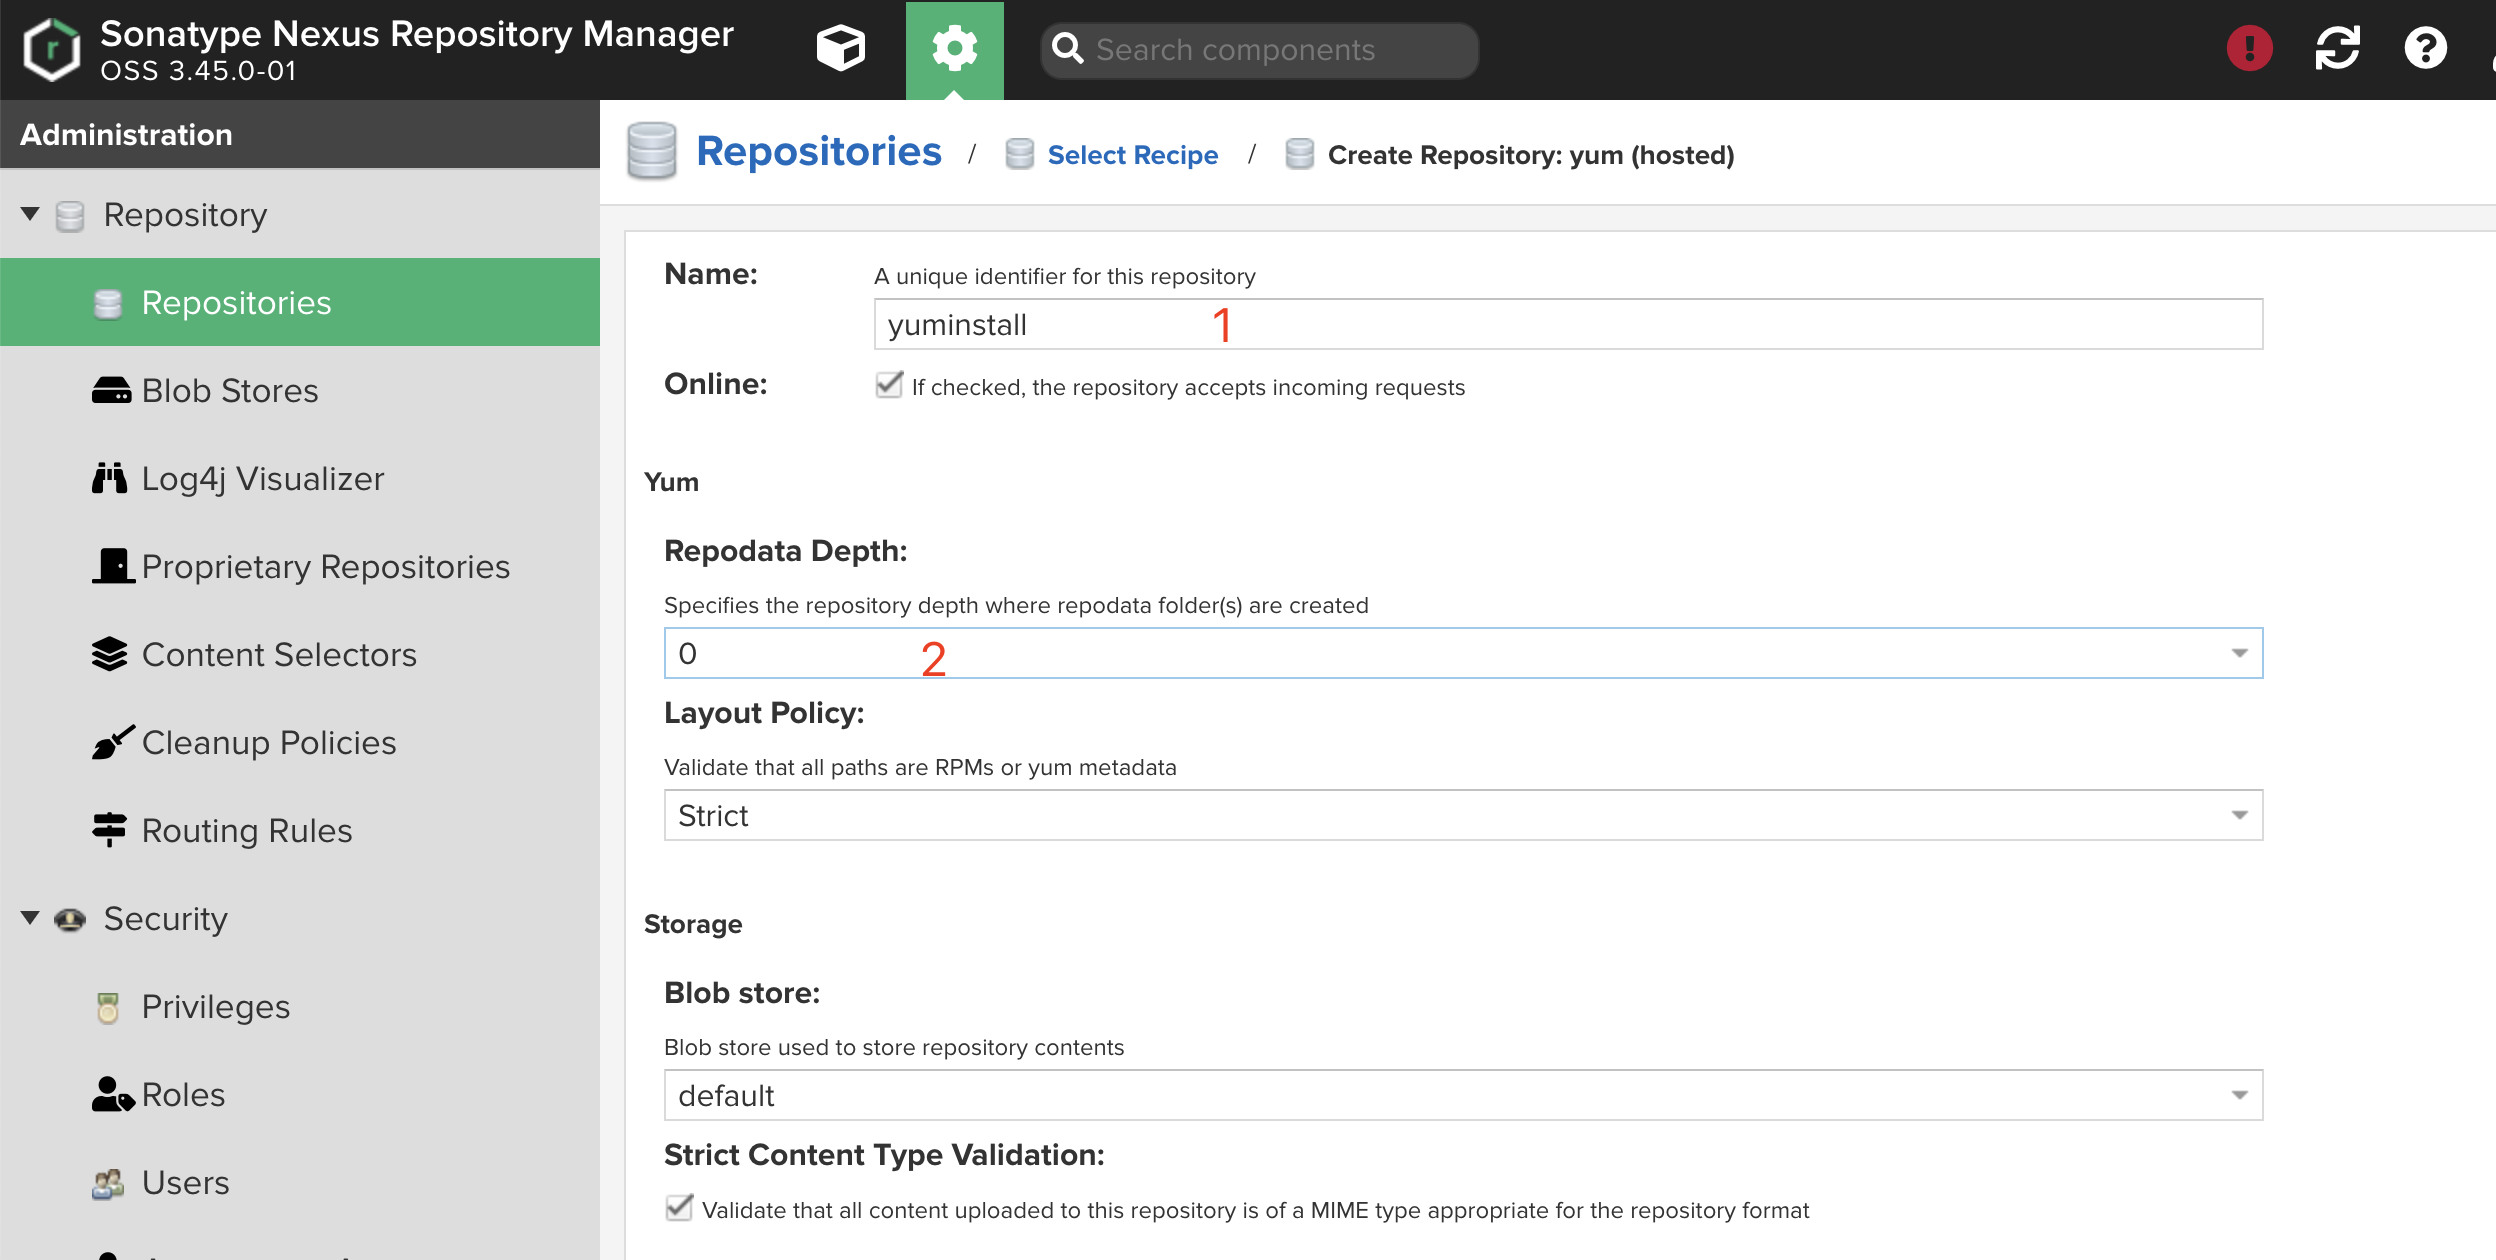 Sonatype Nexus Repository Manager
OSS 3.45.0-01
Search components
Administration
Repository
Repositories
Blob Stores
Log4j Visualizer
Proprietary Repositories
Content Selectors
Cleanup Policies
Routing Rules
Security
Privileges
Roles
Users
Repositories / Select Recipe / Create Repository: yum (hosted)
Name: A unique identifier for this repository
yuminstall 1
Online: If checked, the repository accepts incoming requests
Yum
Repodata Depth:
Specifies the repository depth where repodata folder(s) are created
0 2
Layout Policy:
Validate that all paths are RPMs or yum metadata
Strict
Storage
Blob store:
Blob store used to store repository contents
default
Strict Content Type Validation:
Validate that all content uploaded to this repository is of a MIME type appropriate for the repository format